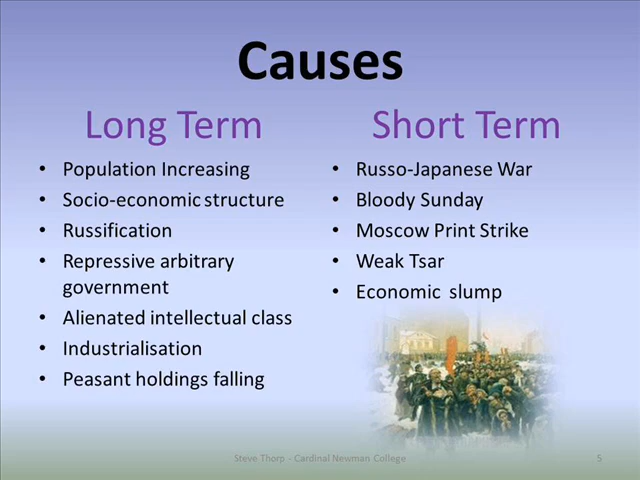 Causes
Long Term
• Population Increasing
• Socio-economic structure
• Russification
• Repressive arbitrary
government
• Alienated intellectual class
• Industrialisation
• Peasant holdings falling
Short Term
• Russo-Japanese War
• Bloody Sunday
• Moscow Print Strike
• Weak Tsar
• Economic slump
Steve Thorp - Cardinal Newman College
5